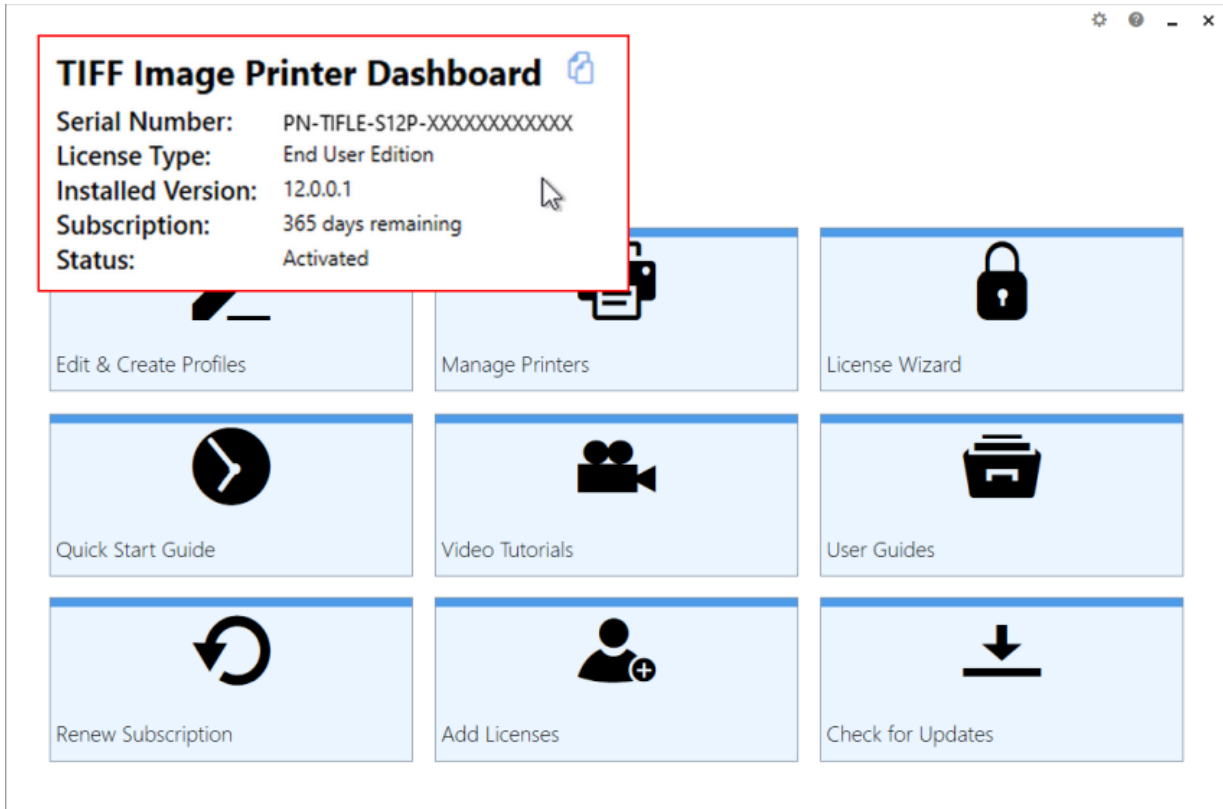 TIFF Image Printer Dashboard
Serial Number: PN-TIFLE-S12P-XXXXXXXXXXXX
License Type: End User Edition
Installed Version: 12.0.0.1
Subscription: 365 days remaining
Status: Activated
Edit & Create Profiles
Manage Printers
License Wizard
Quick Start Guide
Video Tutorials
User Guides
Renew Subscription
Add Licenses
Check for Updates